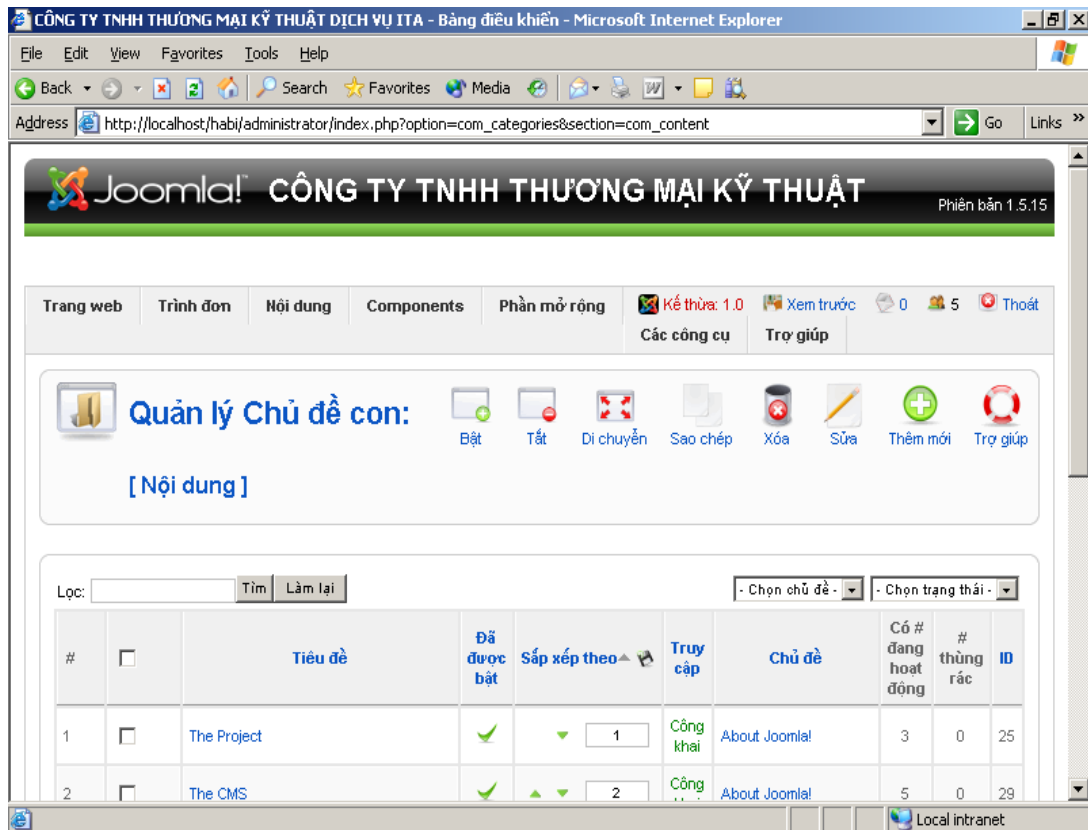 CÔNG TY TNHH THƯƠNG MẠI KỸ THUẬT DỊCH VỤ ITA - Bảng điều khiển - Microsoft Internet Explorer
File Edit View Favorites Tools Help
Back Search Favorites Media
Address http://localhost/habi/administrator/index.php?option=com_categories&section=com_content Go Links »
Joomla!™ CÔNG TY TNHH THƯƠNG MẠI KỸ THUẬT Phiên bản 1.5.15
Trang web Trình đơn Nội dung Components Phần mở rộng Kế thừa: 1.0 Xem trước 0 5 Thoát
Các công cụ Trợ giúp
Quản lý Chủ đề con:
[ Nội dung ]
Bật Tắt Di chuyển Sao chép Xóa Sửa Thêm mới Trợ giúp
Lọc: Tìm Làm lại - Chọn chủ đề - - Chọn trạng thái -
# Tiêu đề Đã được bật Sắp xếp theo Truy cập Chủ đề Có # đang hoạt động # thùng rác ID
1 The Project 1 Công khai About Joomla! 3 0 25
2 The CMS 2 Công About Joomla! 5 0 29
Local intranet